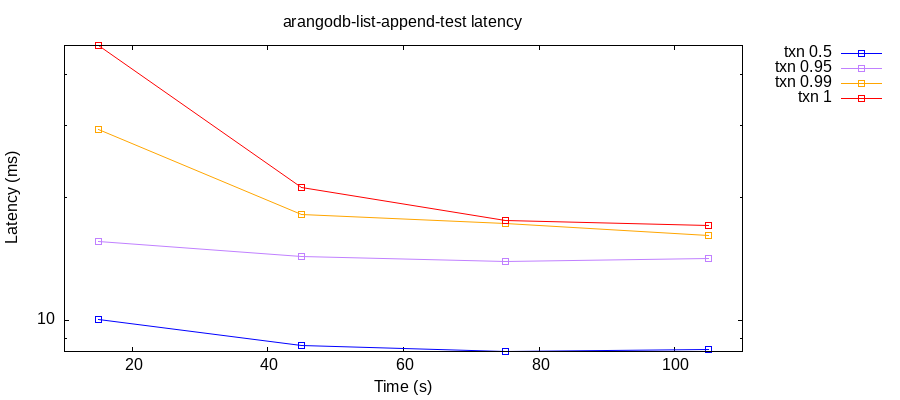 arangodb-list-append-test latency
txn 0.5
txn 0.95
txn 0.99
txn 1
Latency (ms)
10
20 40 60 80 100
Time (s)